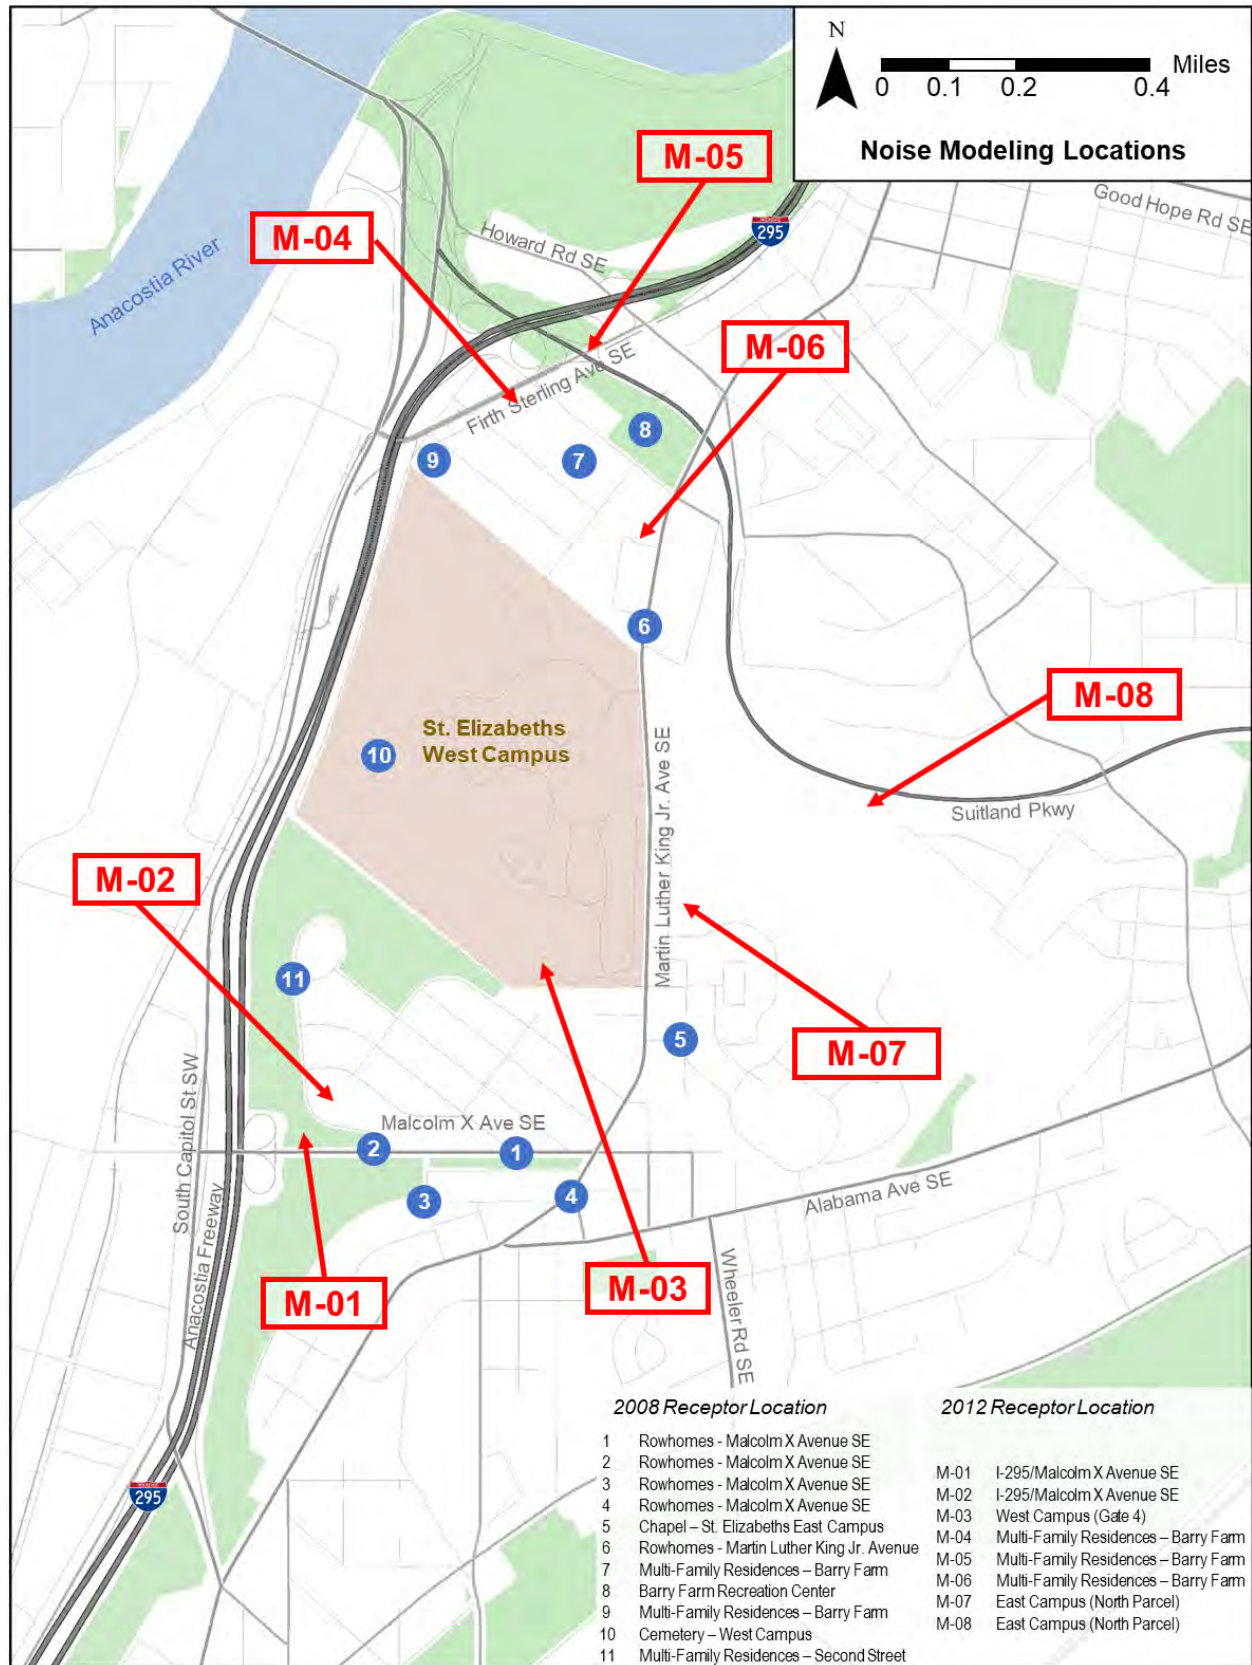 N
Miles
0 0.1 0.2 0.4
Noise Modeling Locations
M-05
Good Hope Rd SE
M-04
295
Howard Rd SE
Anacostia River
M-06
Firth Sterling Ave SE
8
9
7
6
M-08
St. Elizabeths
West Campus
10
Martin Luther King Jr. Ave SE
Suitland Pkwy
M-02
11
M-07
5
South Capitol St SW
Malcolm X Ave SE
2
1
3
4
Alabama Ave SE
Anacostia Freeway
M-01
M-03
Wheeler Rd SE
295
2008 Receptor Location
1 Rowhomes - Malcolm X Avenue SE
2 Rowhomes - Malcolm X Avenue SE
3 Rowhomes - Malcolm X Avenue SE
4 Rowhomes - Malcolm X Avenue SE
5 Chapel – St. Elizabeths East Campus
6 Rowhomes - Martin Luther King Jr. Avenue
7 Multi-Family Residences – Barry Farm
8 Barry Farm Recreation Center
9 Multi-Family Residences – Barry Farm
10 Cemetery – West Campus
11 Multi-Family Residences – Second Street
2012 Receptor Location
M-01 I-295/Malcolm X Avenue SE
M-02 I-295/Malcolm X Avenue SE
M-03 West Campus (Gate 4)
M-04 Multi-Family Residences – Barry Farm
M-05 Multi-Family Residences – Barry Farm
M-06 Multi-Family Residences – Barry Farm
M-07 East Campus (North Parcel)
M-08 East Campus (North Parcel)